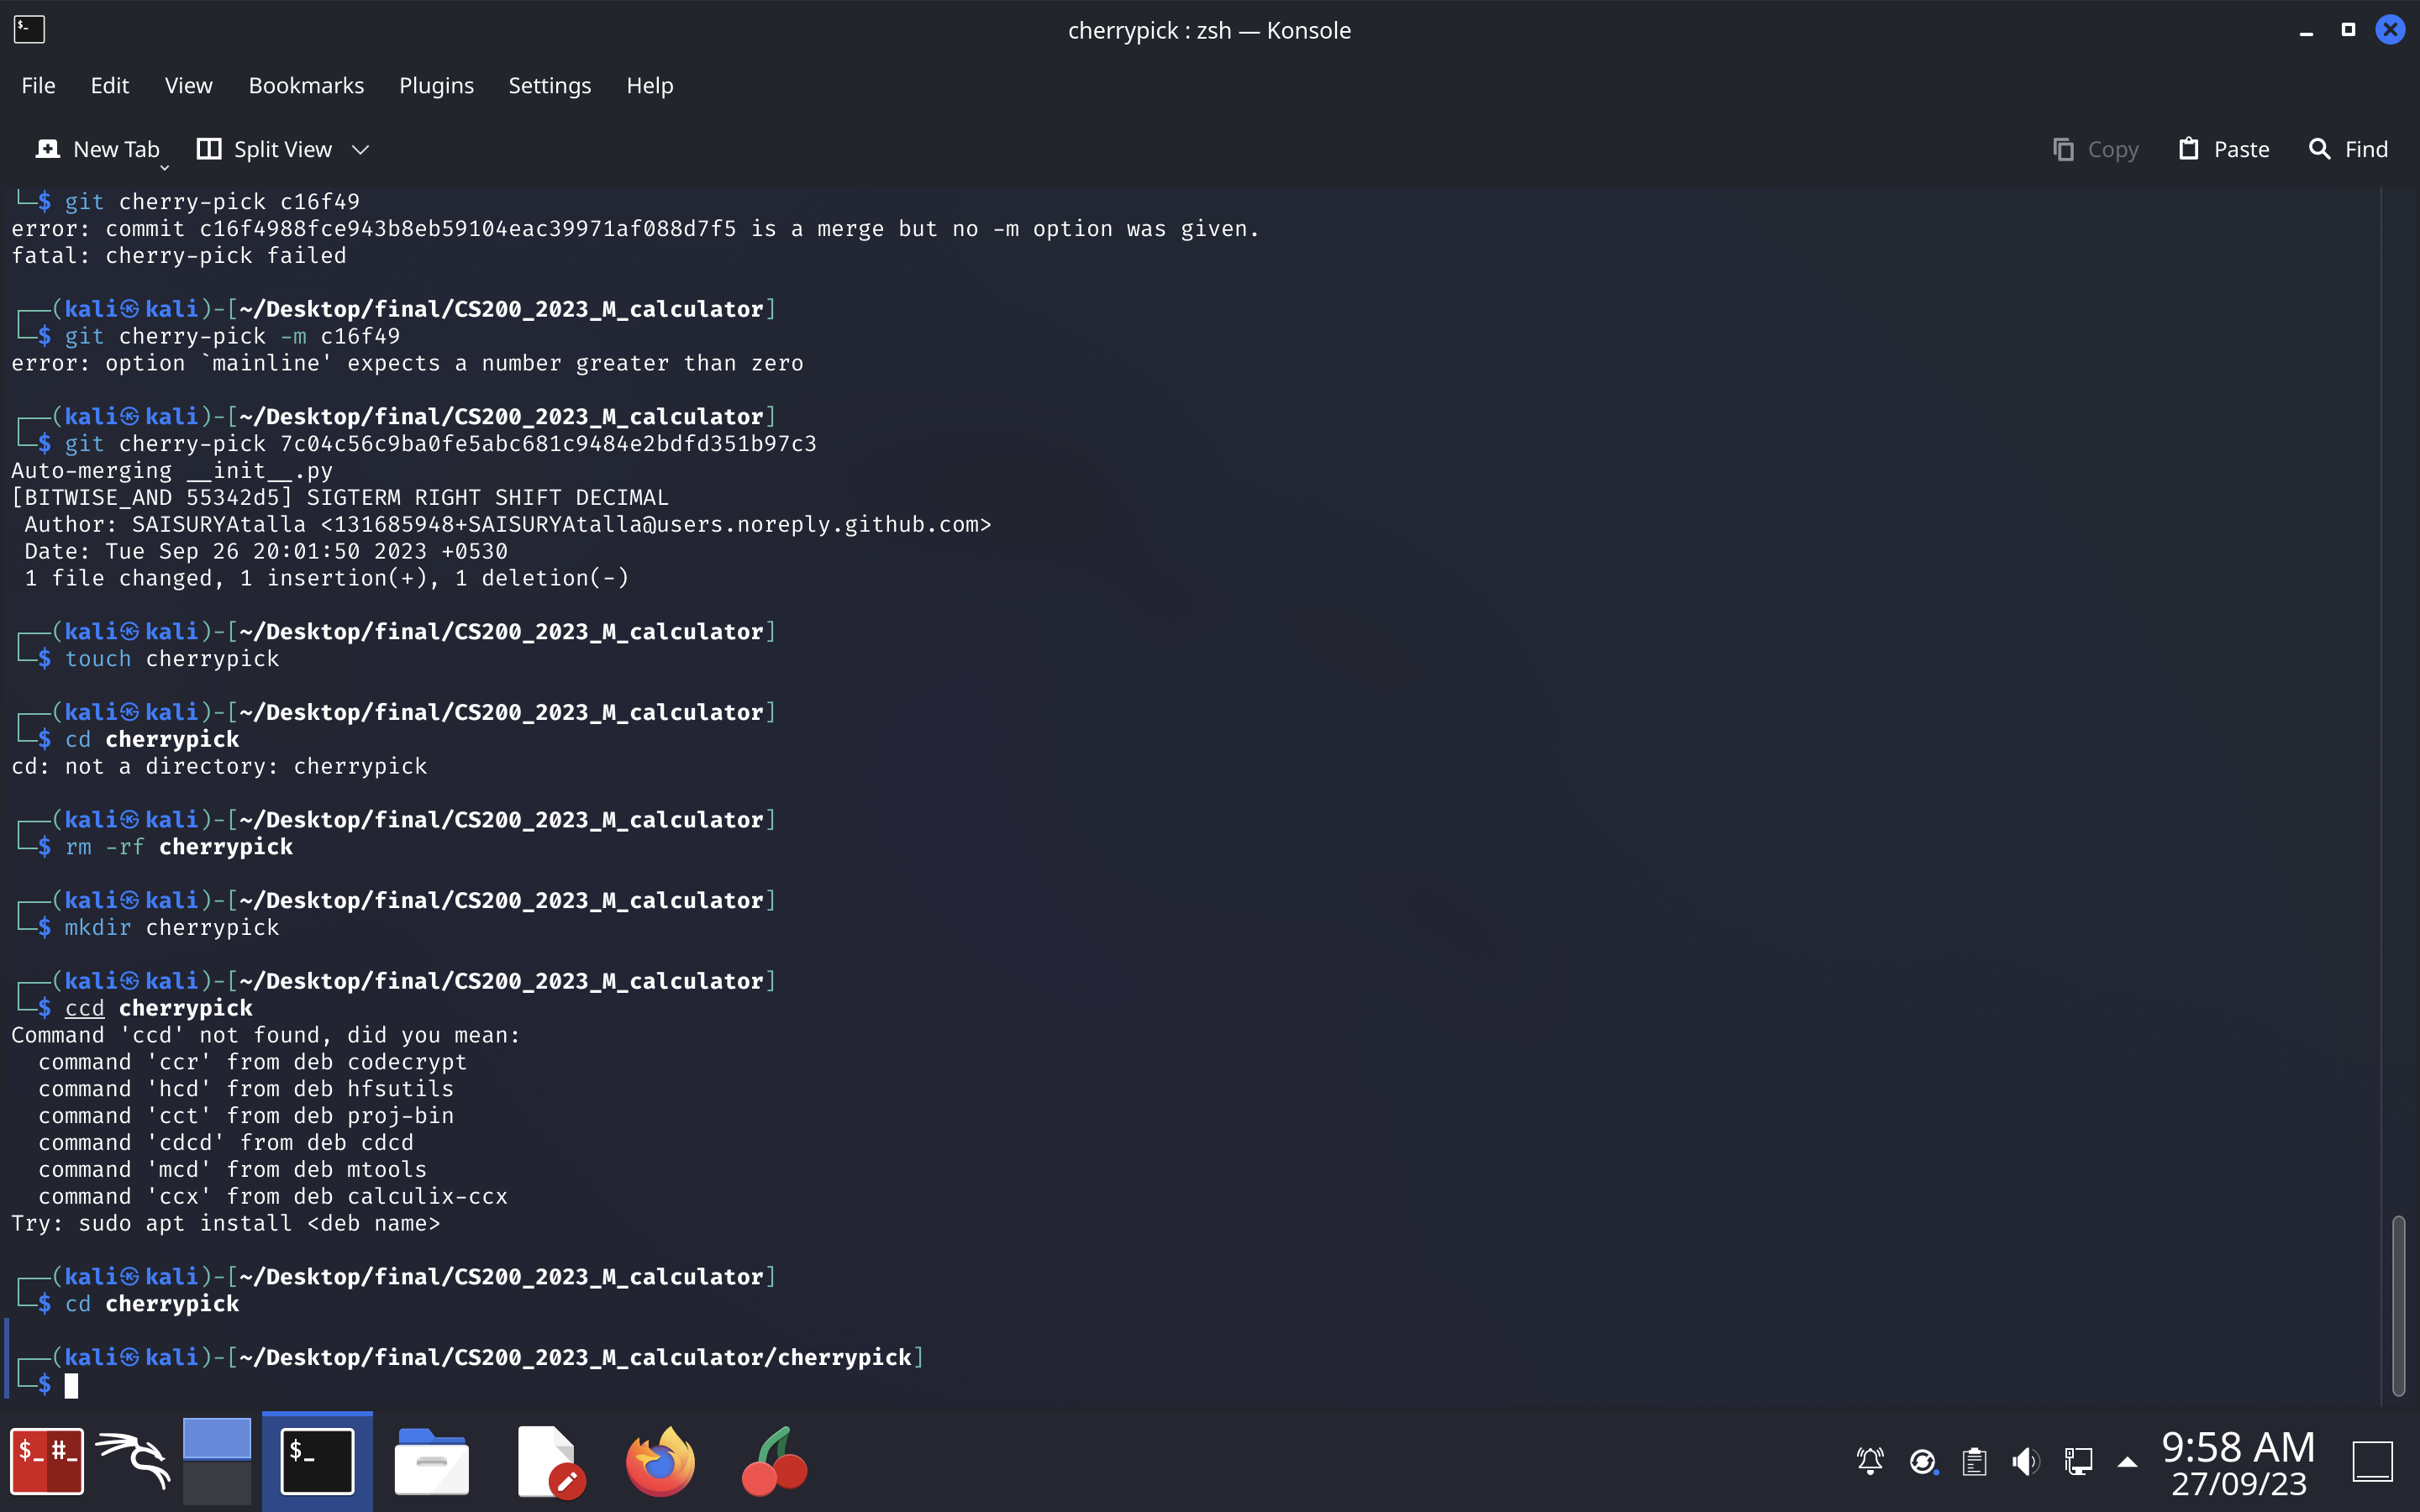 cherrypick : zsh — Konsole
File Edit View Bookmarks Plugins Settings Help
New Tab Split View Copy Paste Find
└─$ git cherry-pick c16f49
error: commit c16f4988fce943b8eb59104eac39971af088d7f5 is a merge but no -m option was given.
fatal: cherry-pick failed
┌──(kali㉿kali)-[~/Desktop/final/CS200_2023_M_calculator]
└─$ git cherry-pick -m c16f49
error: option `mainline' expects a number greater than zero
┌──(kali㉿kali)-[~/Desktop/final/CS200_2023_M_calculator]
└─$ git cherry-pick 7c04c56c9ba0fe5abc681c9484e2bdfd351b97c3
Auto-merging __init__.py
[BITWISE_AND 55342d5] SIGTERM RIGHT SHIFT DECIMAL
 Author: SAISURYAtalla <131685948+SAISURYAtalla@users.noreply.github.com>
 Date: Tue Sep 26 20:01:50 2023 +0530
 1 file changed, 1 insertion(+), 1 deletion(-)
┌──(kali㉿kali)-[~/Desktop/final/CS200_2023_M_calculator]
└─$ touch cherrypick
┌──(kali㉿kali)-[~/Desktop/final/CS200_2023_M_calculator]
└─$ cd cherrypick
cd: not a directory: cherrypick
┌──(kali㉿kali)-[~/Desktop/final/CS200_2023_M_calculator]
└─$ rm -rf cherrypick
┌──(kali㉿kali)-[~/Desktop/final/CS200_2023_M_calculator]
└─$ mkdir cherrypick
┌──(kali㉿kali)-[~/Desktop/final/CS200_2023_M_calculator]
└─$ ccd cherrypick
Command 'ccd' not found, did you mean:
  command 'ccr' from deb codecrypt
  command 'hcd' from deb hfsutils
  command 'cct' from deb proj-bin
  command 'cdcd' from deb cdcd
  command 'mcd' from deb mtools
  command 'ccx' from deb calculix-ccx
Try: sudo apt install <deb name>
┌──(kali㉿kali)-[~/Desktop/final/CS200_2023_M_calculator]
└─$ cd cherrypick
┌──(kali㉿kali)-[~/Desktop/final/CS200_2023_M_calculator/cherrypick]
└─$
$_ #_ $_ 9:58 AM
27/09/23